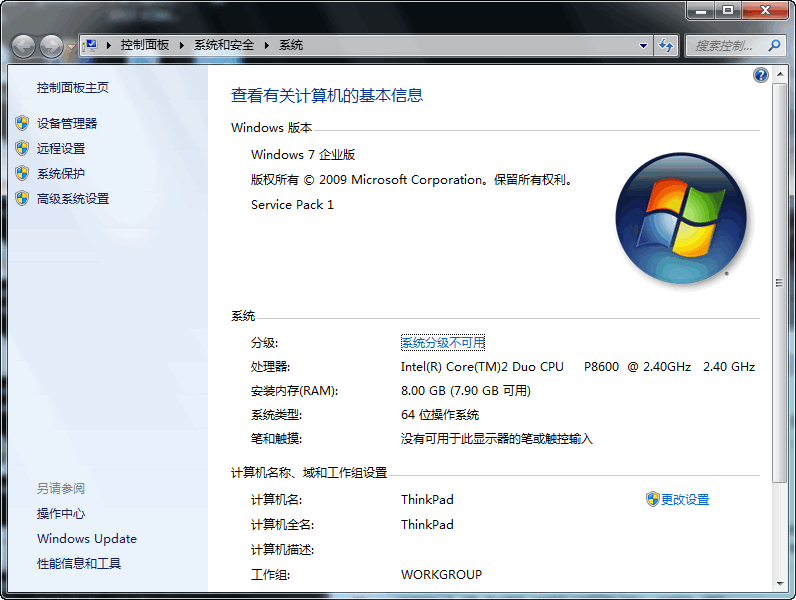 控制面板 系统和安全 系统
搜索控制...
控制面板主页
设备管理器
远程设置
系统保护
高级系统设置
另请参阅
操作中心
Windows Update
性能信息和工具
查看有关计算机的基本信息
Windows 版本
Windows 7 企业版
版权所有 © 2009 Microsoft Corporation。保留所有权利。
Service Pack 1
系统
分级: 系统分级不可用
处理器: Intel(R) Core(TM)2 Duo CPU P8600 @ 2.40GHz 2.40 GHz
安装内存(RAM): 8.00 GB (7.90 GB 可用)
系统类型: 64 位操作系统
笔和触摸: 没有可用于此显示器的笔或触控输入
计算机名称、域和工作组设置
计算机名: ThinkPad 更改设置
计算机全名: ThinkPad
计算机描述:
工作组: WORKGROUP